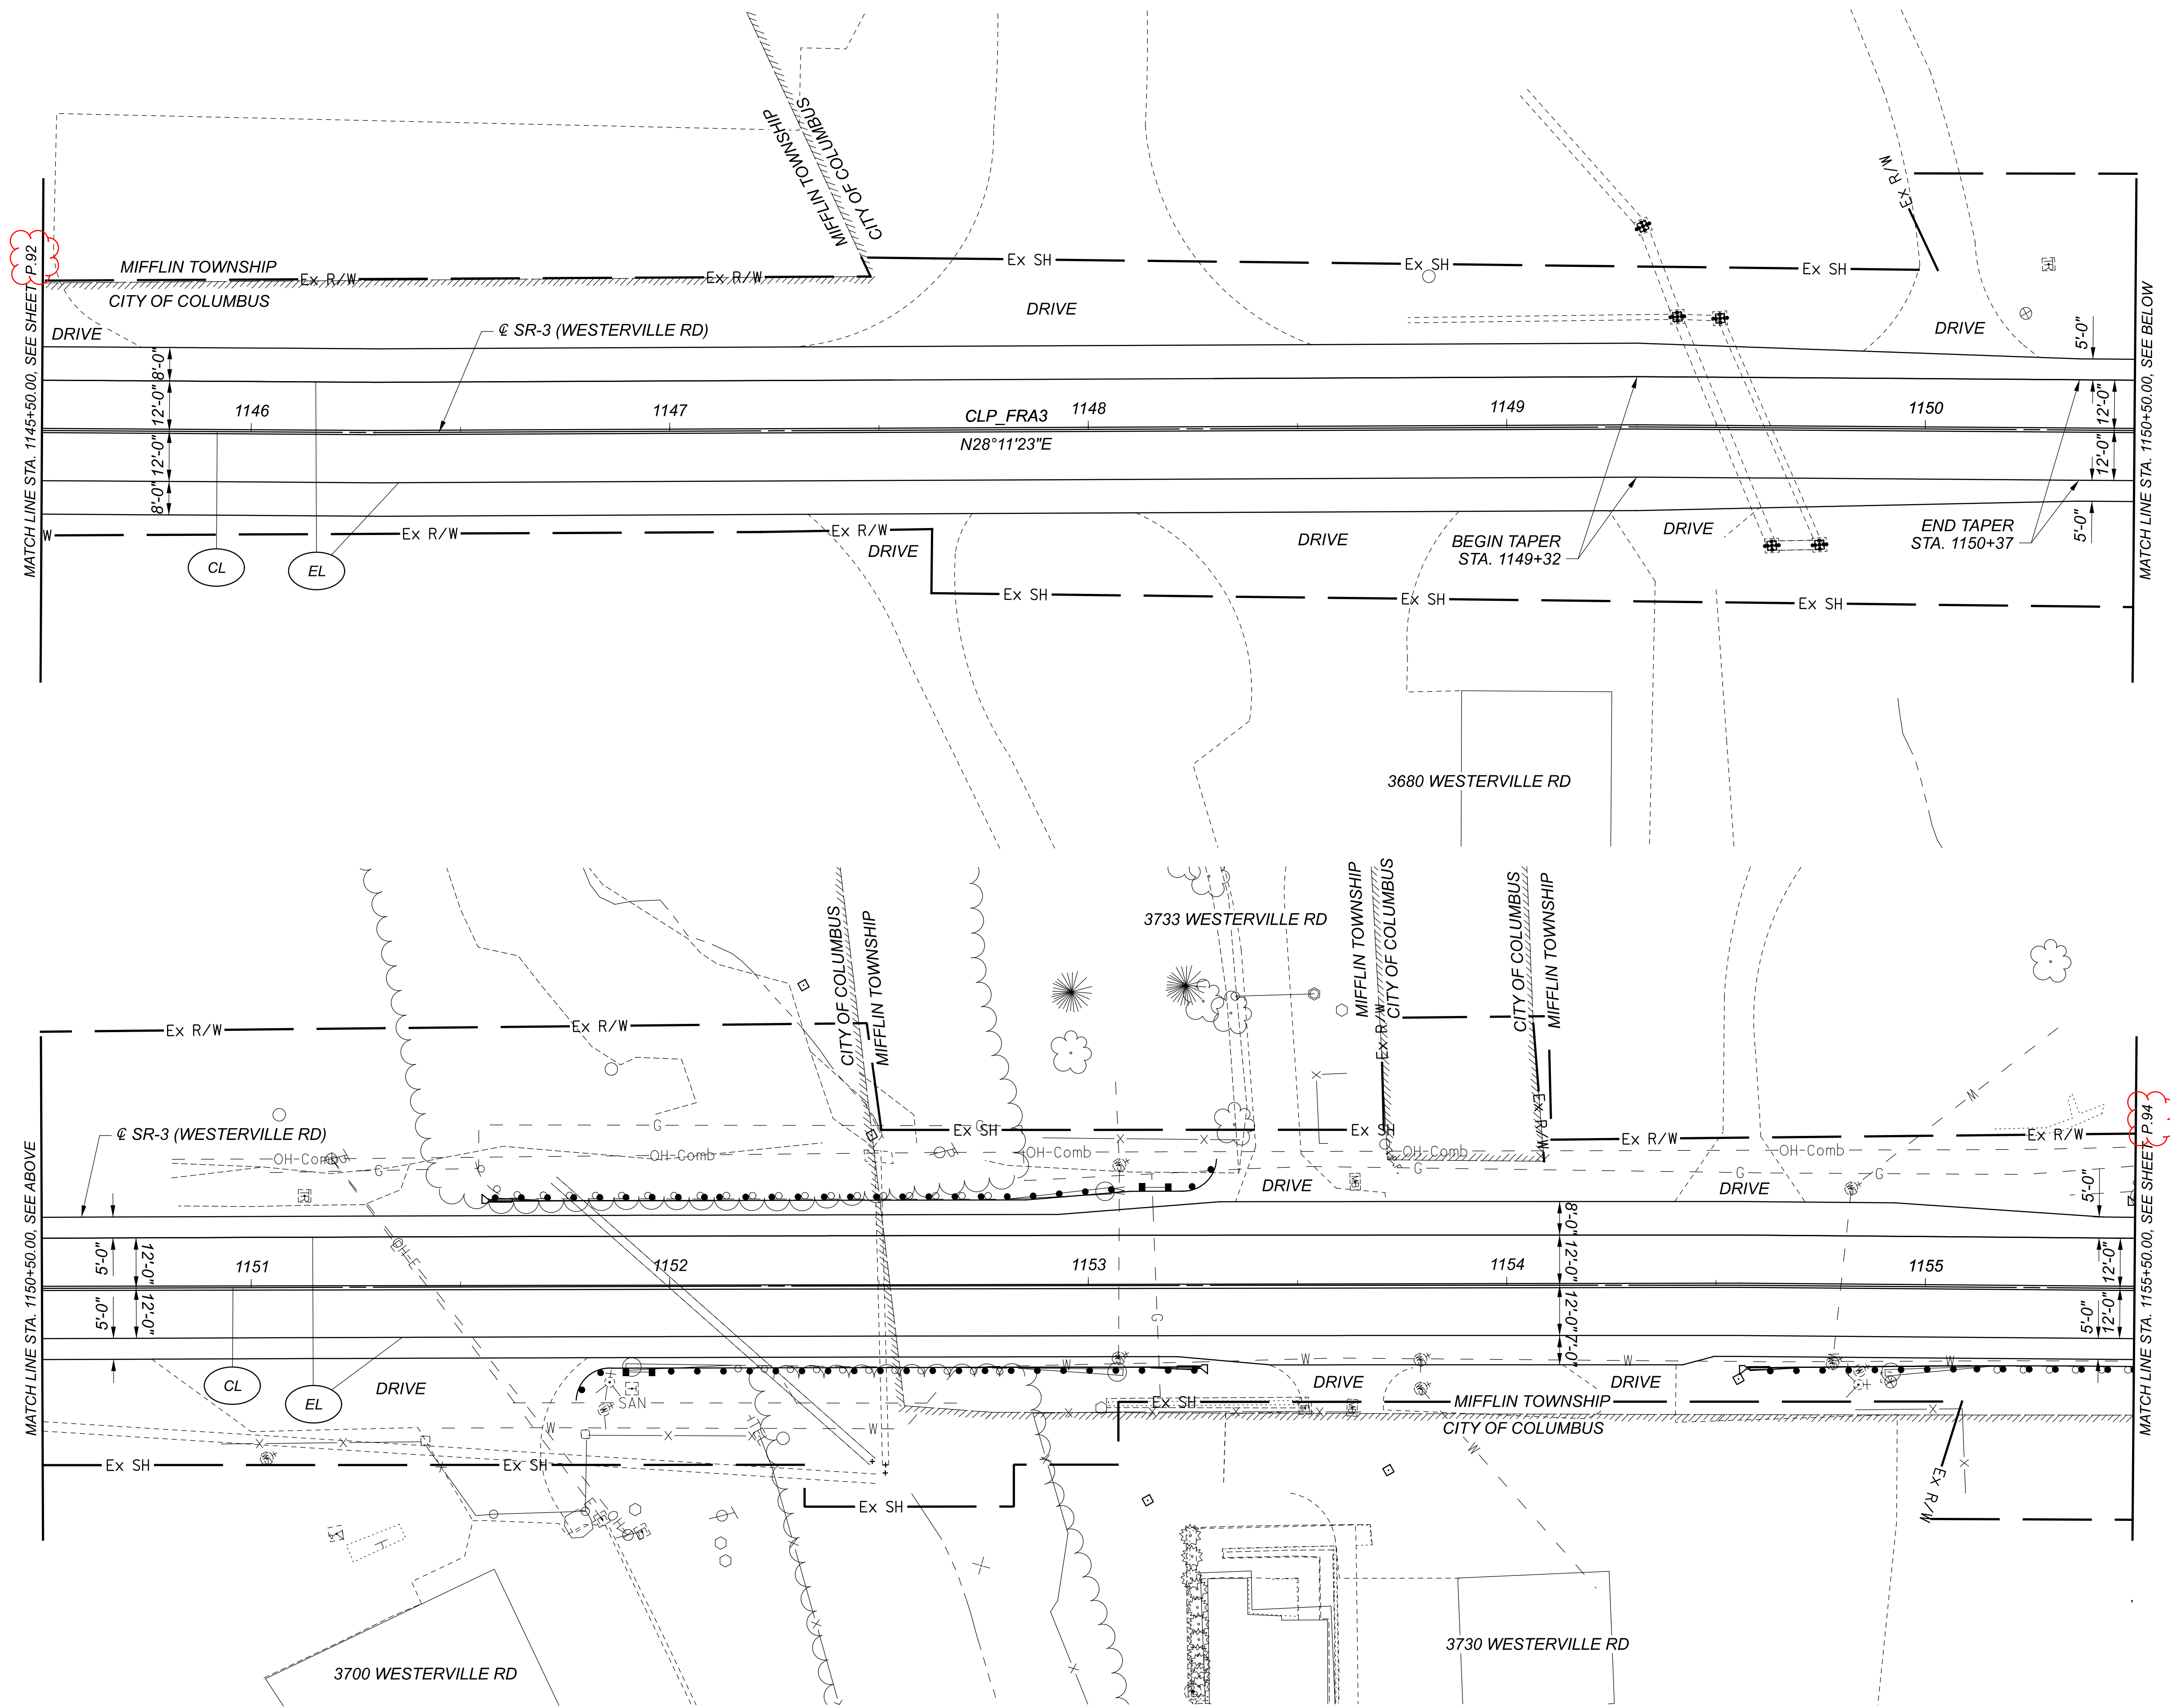 MIFFLIN TOWNSHIP
CITY OF COLUMBUS
Ex R/W
MATCH LINE STA. 1145+50.00, SEE SHEET P.92
MIFFLIN TOWNSHIP
CITY OF COLUMBUS
Ex R/W
Ex R/W
Ex SH
Ex SH
Ex SH
DRIVE
℄ SR-3 (WESTERVILLE RD)
DRIVE
DRIVE
8'-0"
12'-0"
12'-0"
8'-0"
1146
1147
CLP_FRA3
1148
1149
1150
N28°11'23"E
5'-0"
12'-0"
12'-0"
5'-0"
MATCH LINE STA. 1150+50.00, SEE BELOW
W
Ex R/W
Ex R/W
DRIVE
DRIVE
DRIVE
BEGIN TAPER
STA. 1149+32
END TAPER
STA. 1150+37
CL
EL
Ex SH
Ex SH
Ex SH
3680 WESTERVILLE RD
3733 WESTERVILLE RD
CITY OF COLUMBUS
MIFFLIN TOWNSHIP
MIFFLIN TOWNSHIP
CITY OF COLUMBUS
CITY OF COLUMBUS
MIFFLIN TOWNSHIP
Ex R/W
Ex R/W
Ex R/W
Ex R/W
MATCH LINE STA. 1150+50.00, SEE ABOVE
℄ SR-3 (WESTERVILLE RD)
G
Ex SH
G
Ex SH
Ex R/W
Ex R/W
W
OH-Comb
OH-Comb
OH-Comb
OH-Comb
OH-Comb
G
G
G
G
DRIVE
DRIVE
5'-0"
12'-0"
5'-0"
12'-0"
OH-E
1151
1152
1153
1154
1155
G
8'-0"
12'-0"
12'-0"
7'-0"
5'-0"
12'-0"
5'-0"
12'-0"
MATCH LINE STA. 1155+50.00, SEE SHEET P.94
CL
EL
DRIVE
W
W
W
W
SAN
DRIVE
DRIVE
Ex SH
MIFFLIN TOWNSHIP
CITY OF COLUMBUS
W
W
W
Ex SH
Ex SH
Ex SH
Ex R/W
3700 WESTERVILLE RD
3730 WESTERVILLE RD